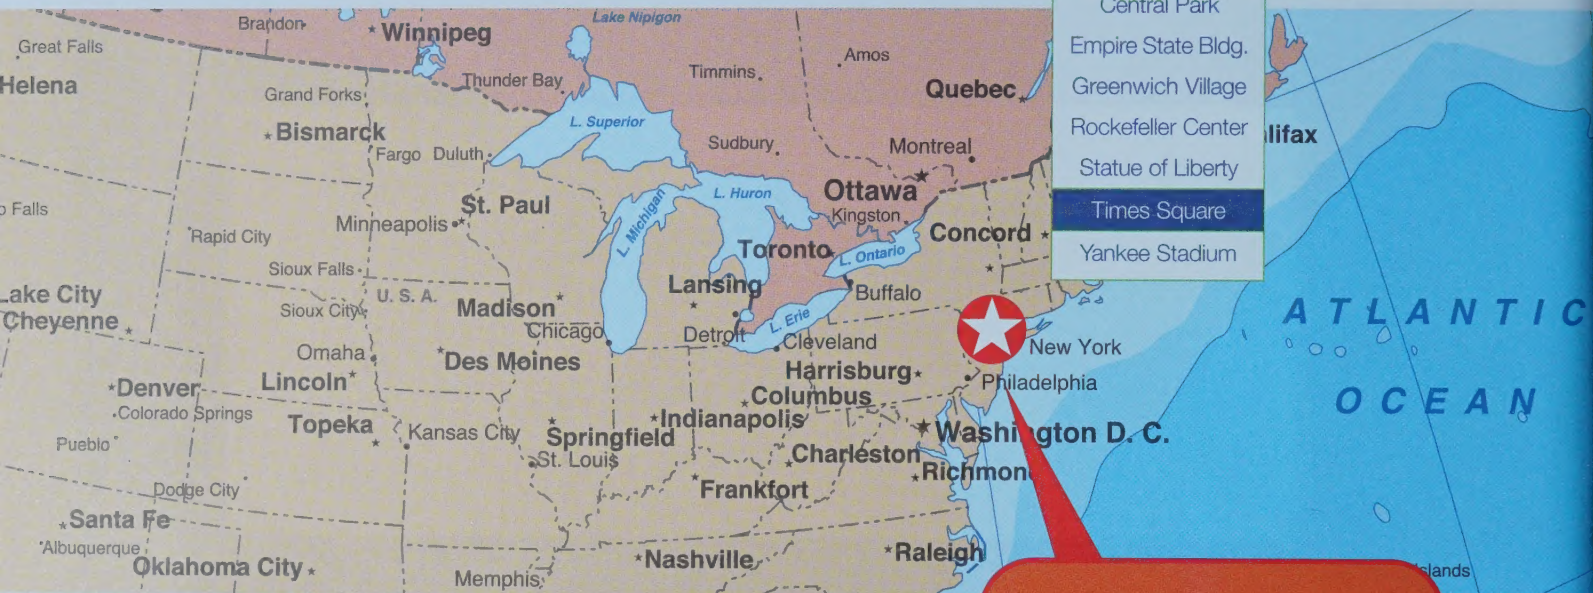 Central Park
Empire State Bldg.
Greenwich Village
Rockefeller Center
Statue of Liberty
Times Square
Yankee Stadium
Brandon
Winnipeg
Lake Nipigon
Great Falls
Helena
Thunder Bay
Timmins
Amos
Quebec
Grand Forks
Bismarck
L. Superior
Fargo
Duluth
Sudbury
Montreal
Ottawa
L. Huron
Kingston
Falls
St. Paul
Minneapolis
L. Michigan
Rapid City
Toronto
L. Ontario
Concord
Sioux Falls
Lansing
Buffalo
Lake City
U. S. A.
Madison
Sioux City
Cheyenne
Chicago
Detroit
L. Erie
Cleveland
New York
ATLANTIC
OCEAN
Omaha
Des Moines
Harrisburg
Philadelphia
Denver
Lincoln
Columbus
Colorado Springs
Indianapolis
Topeka
Kansas City
Springfield
Washington D. C.
Pueblo
St. Louis
Charleston
Richmon
Dodge City
Frankfort
Santa Fe
Albuquerque
Oklahoma City
Memphis
Nashville
Raleigh